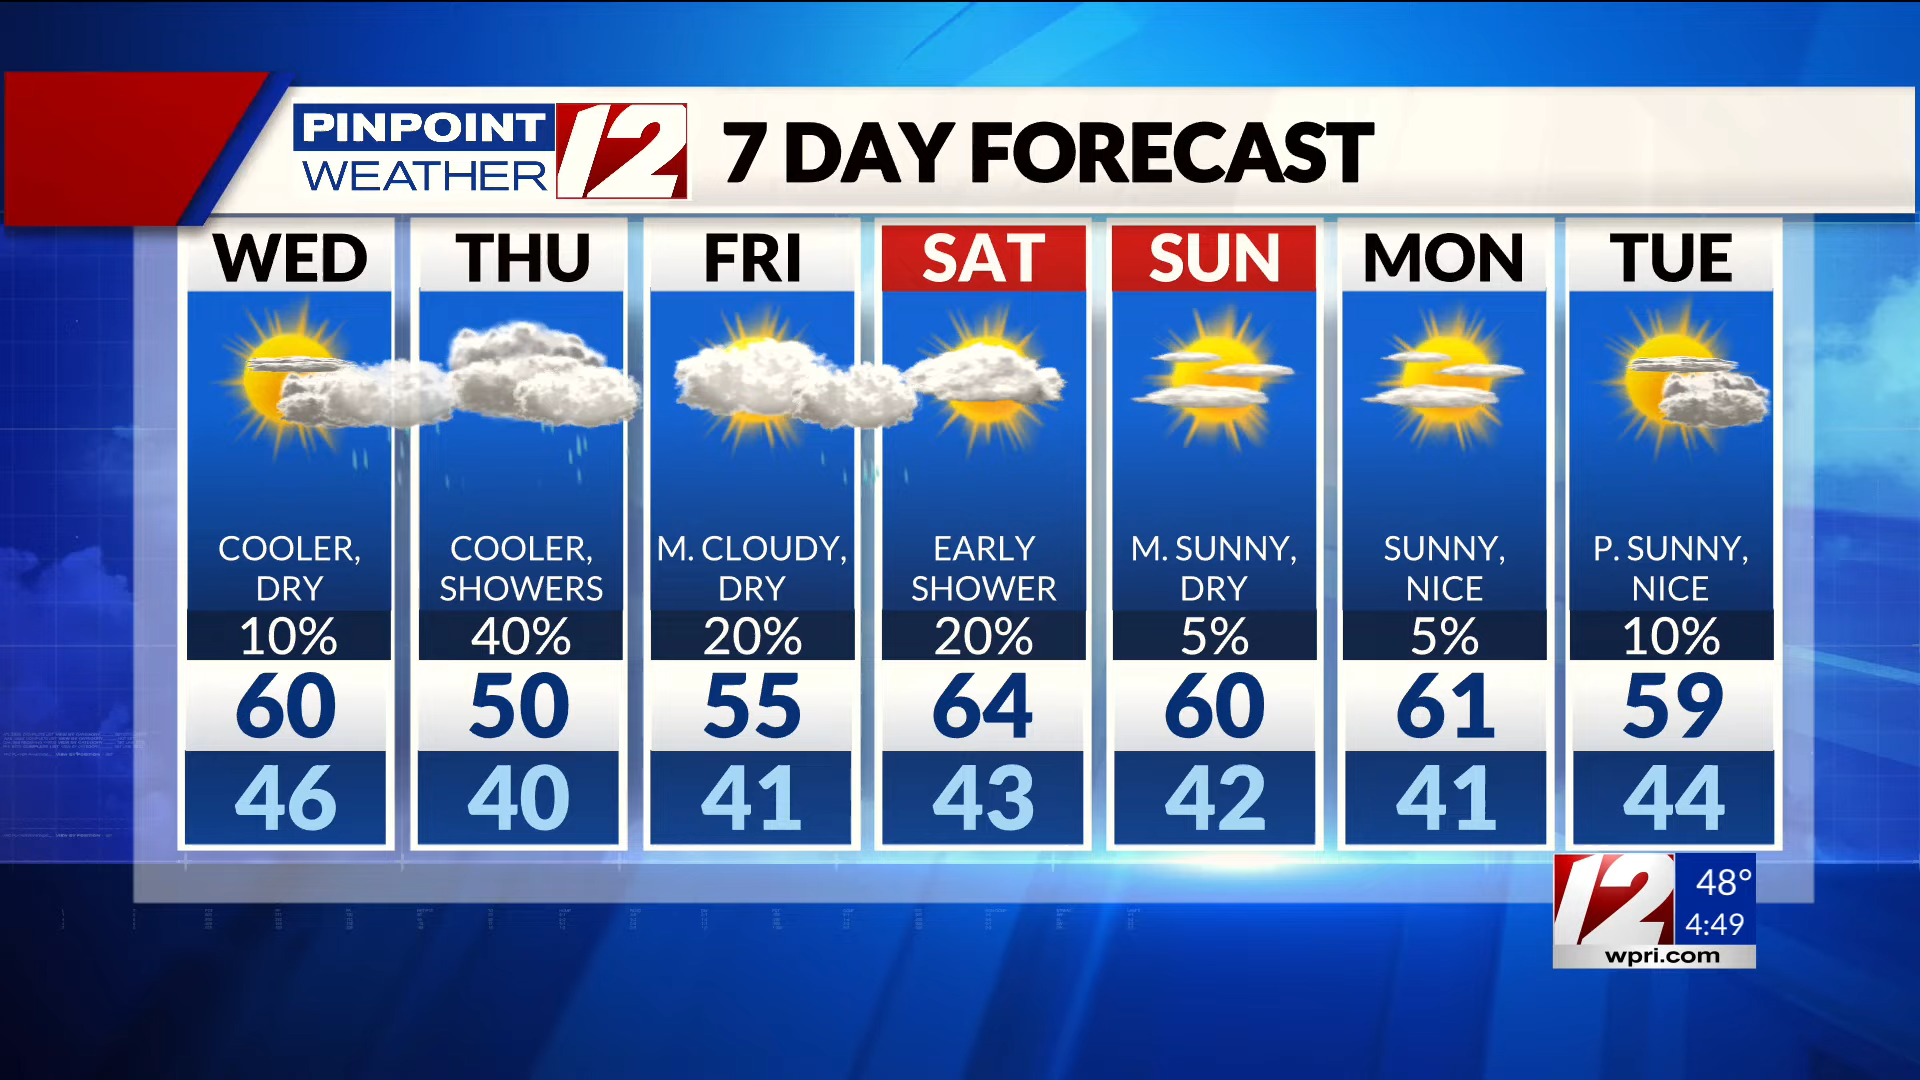 PINPOINT
WEATHER
12
7 DAY FORECAST
WED
THU
FRI
SAT
SUN
MON
TUE
COOLER,
DRY
10%
60
46
COOLER,
SHOWERS
40%
50
40
M. CLOUDY,
DRY
20%
55
41
EARLY
SHOWER
20%
64
43
M. SUNNY,
DRY
5%
60
42
SUNNY,
NICE
5%
61
41
P. SUNNY,
NICE
10%
59
44
12
48°
4:49
wpri.com